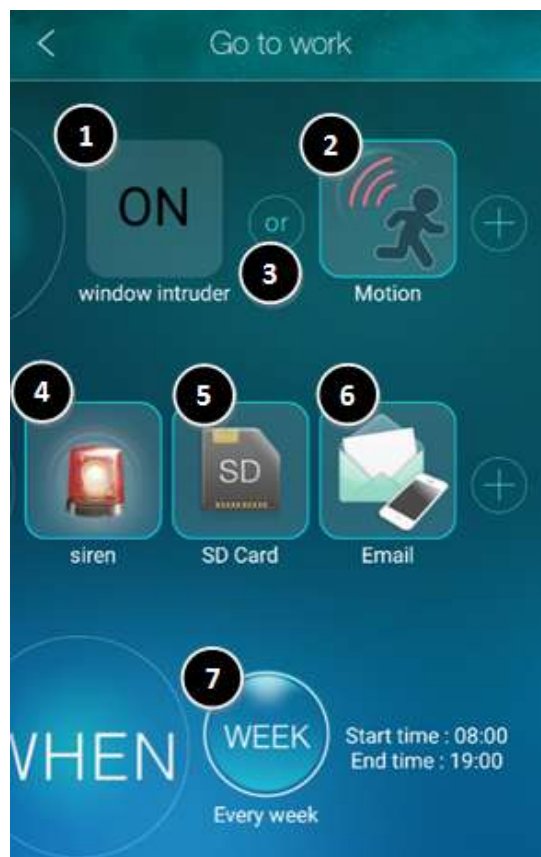 <
Go to work
1
2
ON
or
3
window intruder
Motion
4
5
6
SD
siren
SD Card
Email
7
WHEN
WEEK
Start time : 08:00
End time : 19:00
Every week